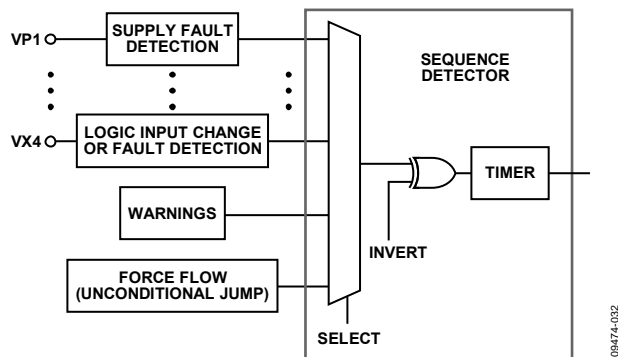 VP1
SUPPLY FAULT
DETECTION
SEQUENCE
DETECTOR
VX4
LOGIC INPUT CHANGE
OR FAULT DETECTION
TIMER
WARNINGS
INVERT
FORCE FLOW
(UNCONDITIONAL JUMP)
SELECT
09474-032